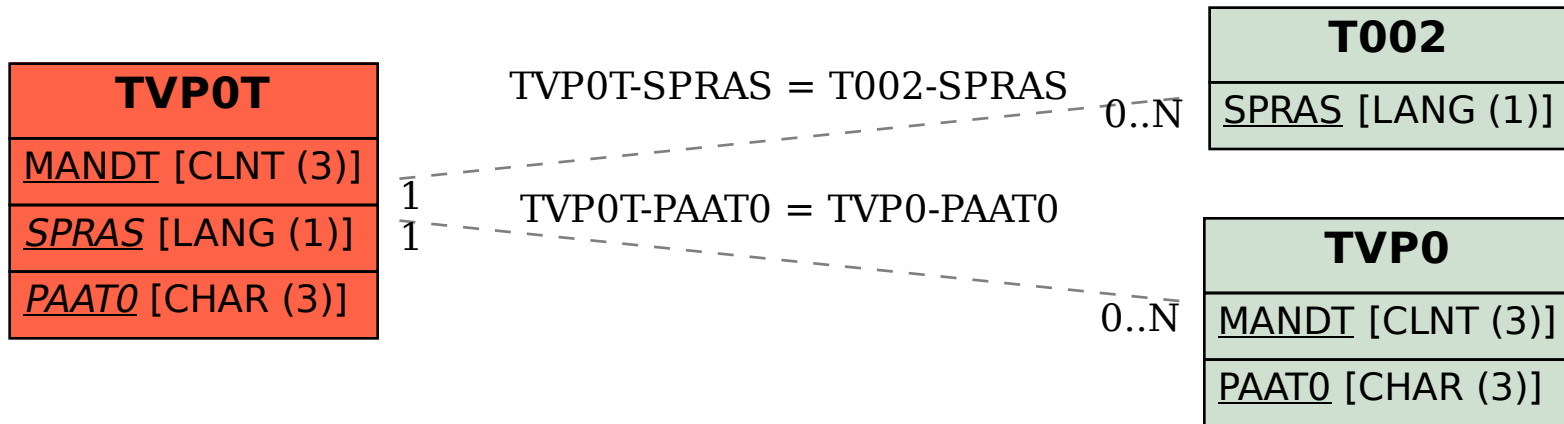 TVP0T
MANDT [CLNT (3)]
SPRAS [LANG (1)]
PAAT0 [CHAR (3)]
TVP0T-SPRAS = T002-SPRAS
0..N
1
TVP0T-PAAT0 = TVP0-PAAT0
1
0..N
T002
SPRAS [LANG (1)]
TVP0
MANDT [CLNT (3)]
PAAT0 [CHAR (3)]